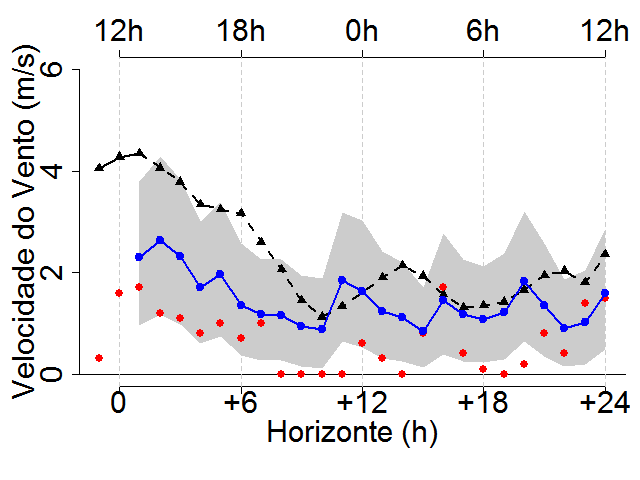 12h 18h 0h 6h 12h
Velocidade do Vento (m/s)
6
4
2
0
0 +6 +12 +18 +24
Horizonte (h)